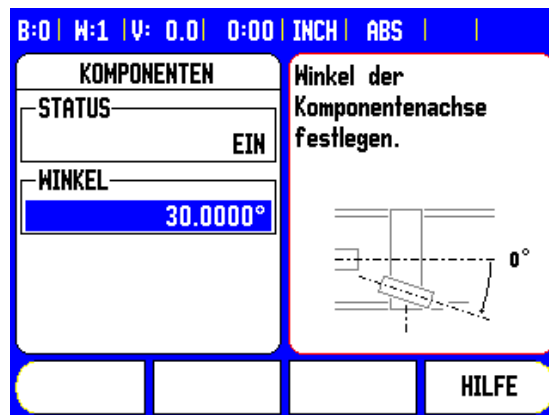 B:0| W:1 |V: 0.0| 0:00| INCH| ABS | |
KOMPONENTEN
STATUS
EIN
WINKEL
30.0000°
Winkel der
Komponentenachse
festlegen.
0°
HILFE